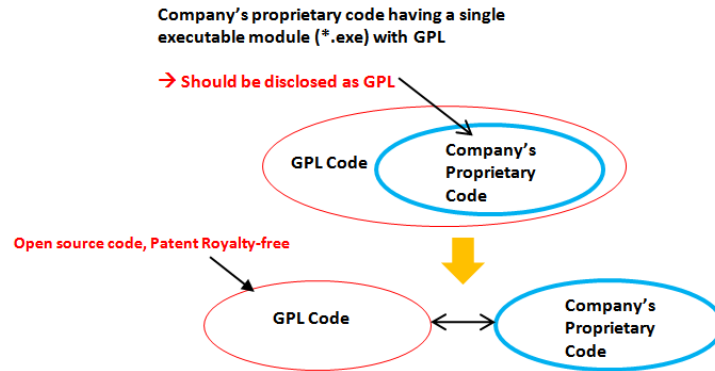 Company's proprietary code having a single
executable module (*.exe) with GPL
→ Should be disclosed as GPL
GPL Code
Company's
Proprietary
Code
Open source code, Patent Royalty-free
GPL Code
Company's
Proprietary
Code